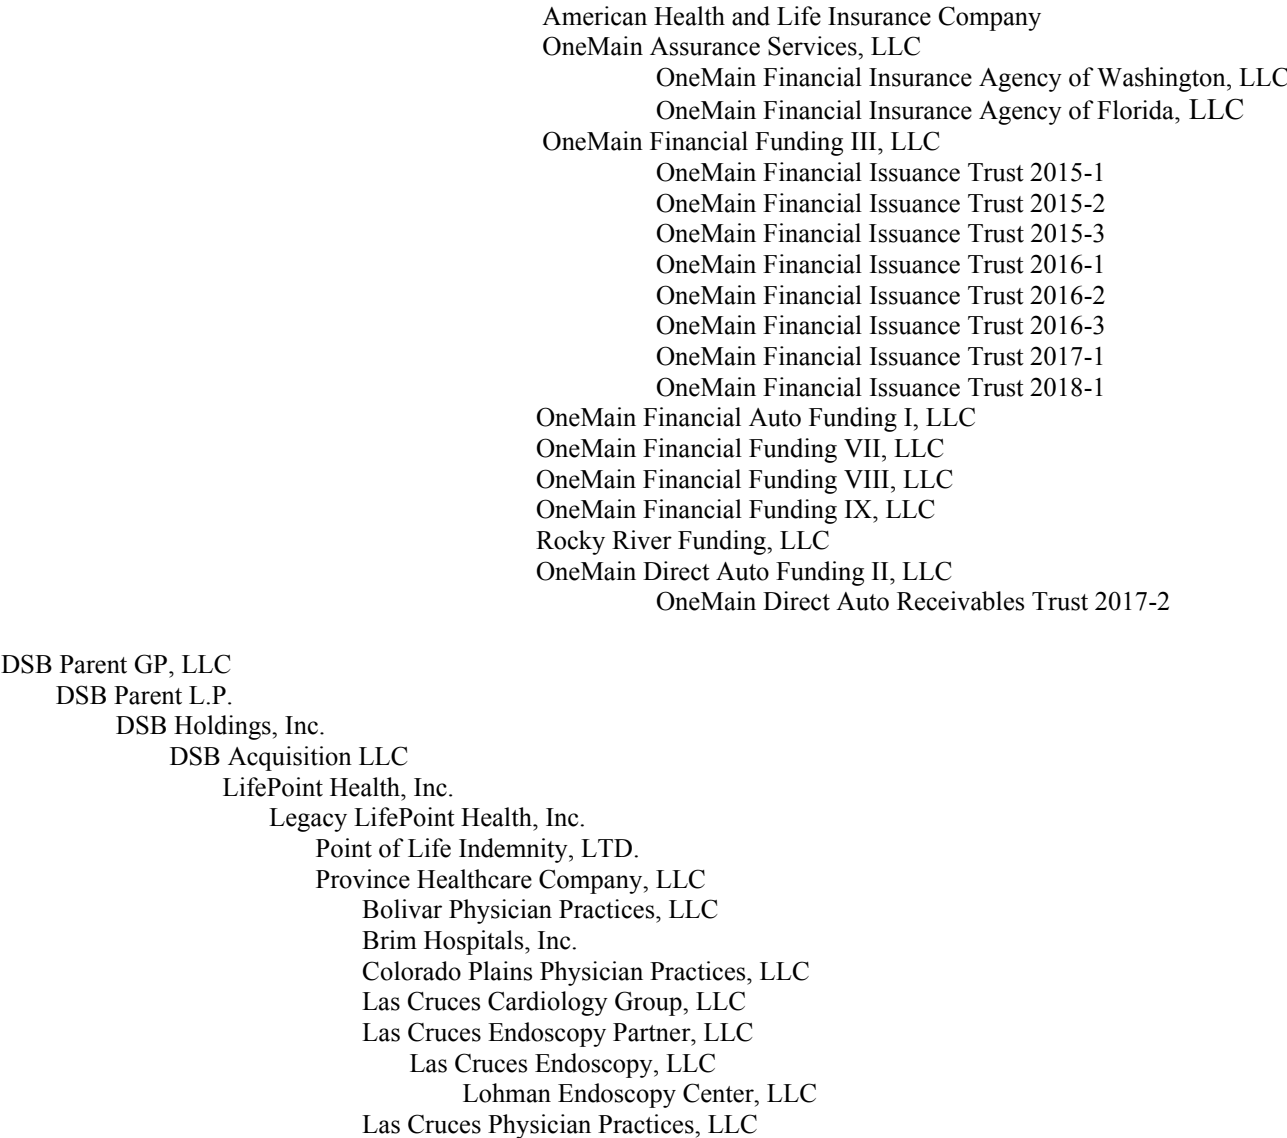 American Health and Life Insurance Company
OneMain Assurance Services, LLC
OneMain Financial Insurance Agency of Washington, LLC
OneMain Financial Insurance Agency of Florida, LLC
OneMain Financial Funding III, LLC
OneMain Financial Issuance Trust 2015-1
OneMain Financial Issuance Trust 2015-2
OneMain Financial Issuance Trust 2015-3
OneMain Financial Issuance Trust 2016-1
OneMain Financial Issuance Trust 2016-2
OneMain Financial Issuance Trust 2016-3
OneMain Financial Issuance Trust 2017-1
OneMain Financial Issuance Trust 2018-1
OneMain Financial Auto Funding I, LLC
OneMain Financial Funding VII, LLC
OneMain Financial Funding VIII, LLC
OneMain Financial Funding IX, LLC
Rocky River Funding, LLC
OneMain Direct Auto Funding II, LLC
OneMain Direct Auto Receivables Trust 2017-2
DSB Parent GP, LLC
DSB Parent L.P.
DSB Holdings, Inc.
DSB Acquisition LLC
LifePoint Health, Inc.
Legacy LifePoint Health, Inc.
Point of Life Indemnity, LTD.
Province Healthcare Company, LLC
Bolivar Physician Practices, LLC
Brim Hospitals, Inc.
Colorado Plains Physician Practices, LLC
Las Cruces Cardiology Group, LLC
Las Cruces Endoscopy Partner, LLC
Las Cruces Endoscopy, LLC
Lohman Endoscopy Center, LLC
Las Cruces Physician Practices, LLC